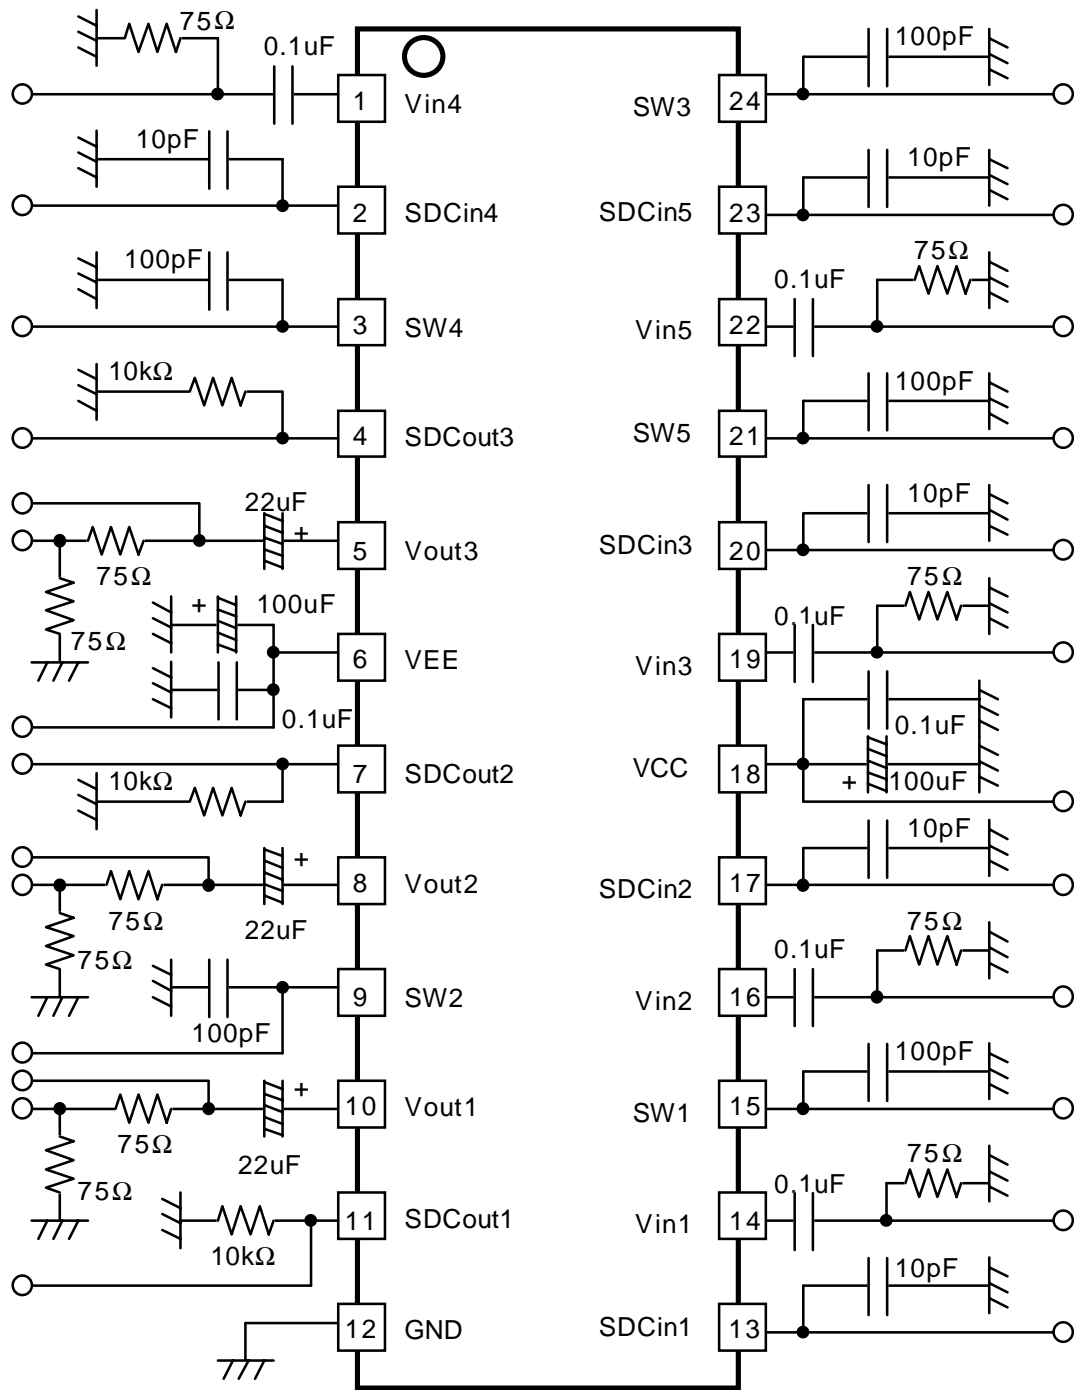 75Ω
0.1uF
1 Vin4
10pF
2 SDCin4
100pF
3 SW4
10kΩ
4 SDCout3
22uF
+
5 Vout3
75Ω
75Ω
+ 100uF
6 VEE
0.1uF
7 SDCout2
10kΩ
+
8 Vout2
75Ω
22uF
75Ω
9 SW2
100pF
+
10 Vout1
75Ω
22uF
75Ω
11 SDCout1
10kΩ
12 GND
100pF
SW3 24
10pF
SDCin5 23
75Ω
0.1uF
Vin5 22
100pF
SW5 21
10pF
SDCin3 20
75Ω
0.1uF
Vin3 19
0.1uF
VCC 18
+ 100uF
10pF
SDCin2 17
75Ω
0.1uF
Vin2 16
100pF
SW1 15
75Ω
0.1uF
Vin1 14
10pF
SDCin1 13